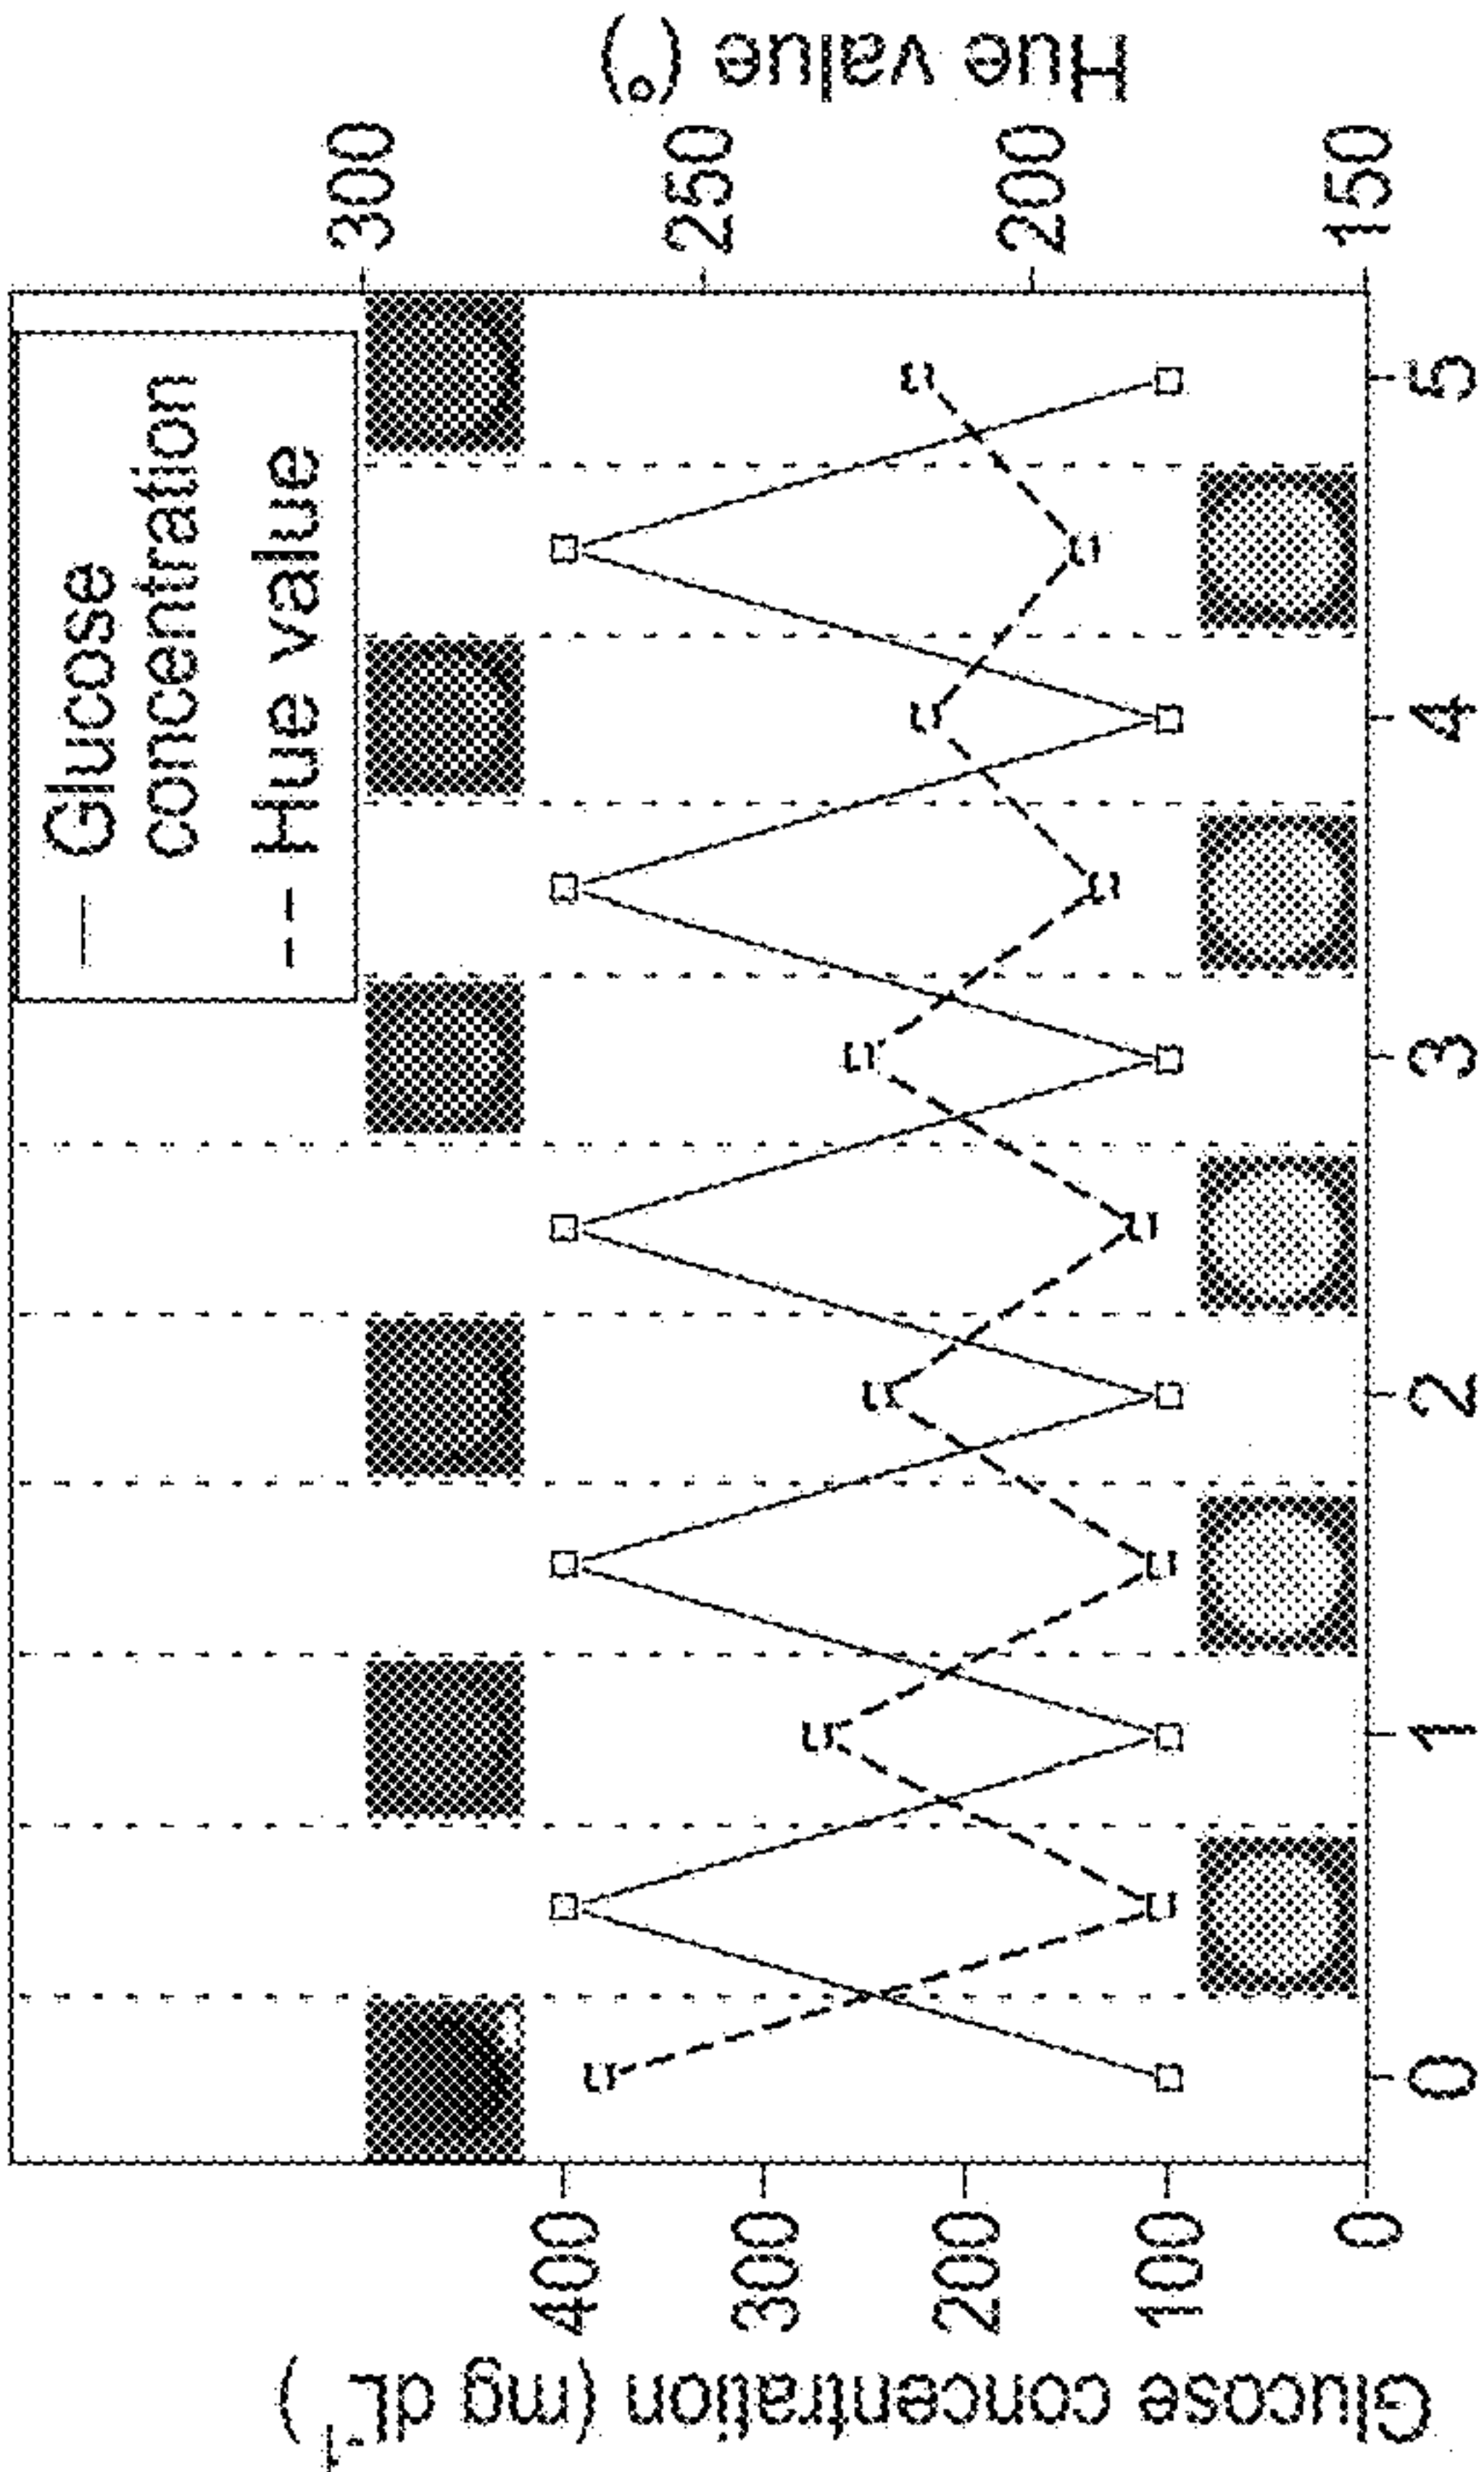 Glucose
concentration
Hue value
Glucose concentration (mg dL⁻¹)
400
300
200
100
0
Hue value (°)
300
250
200
150
0 1 2 3 4 5